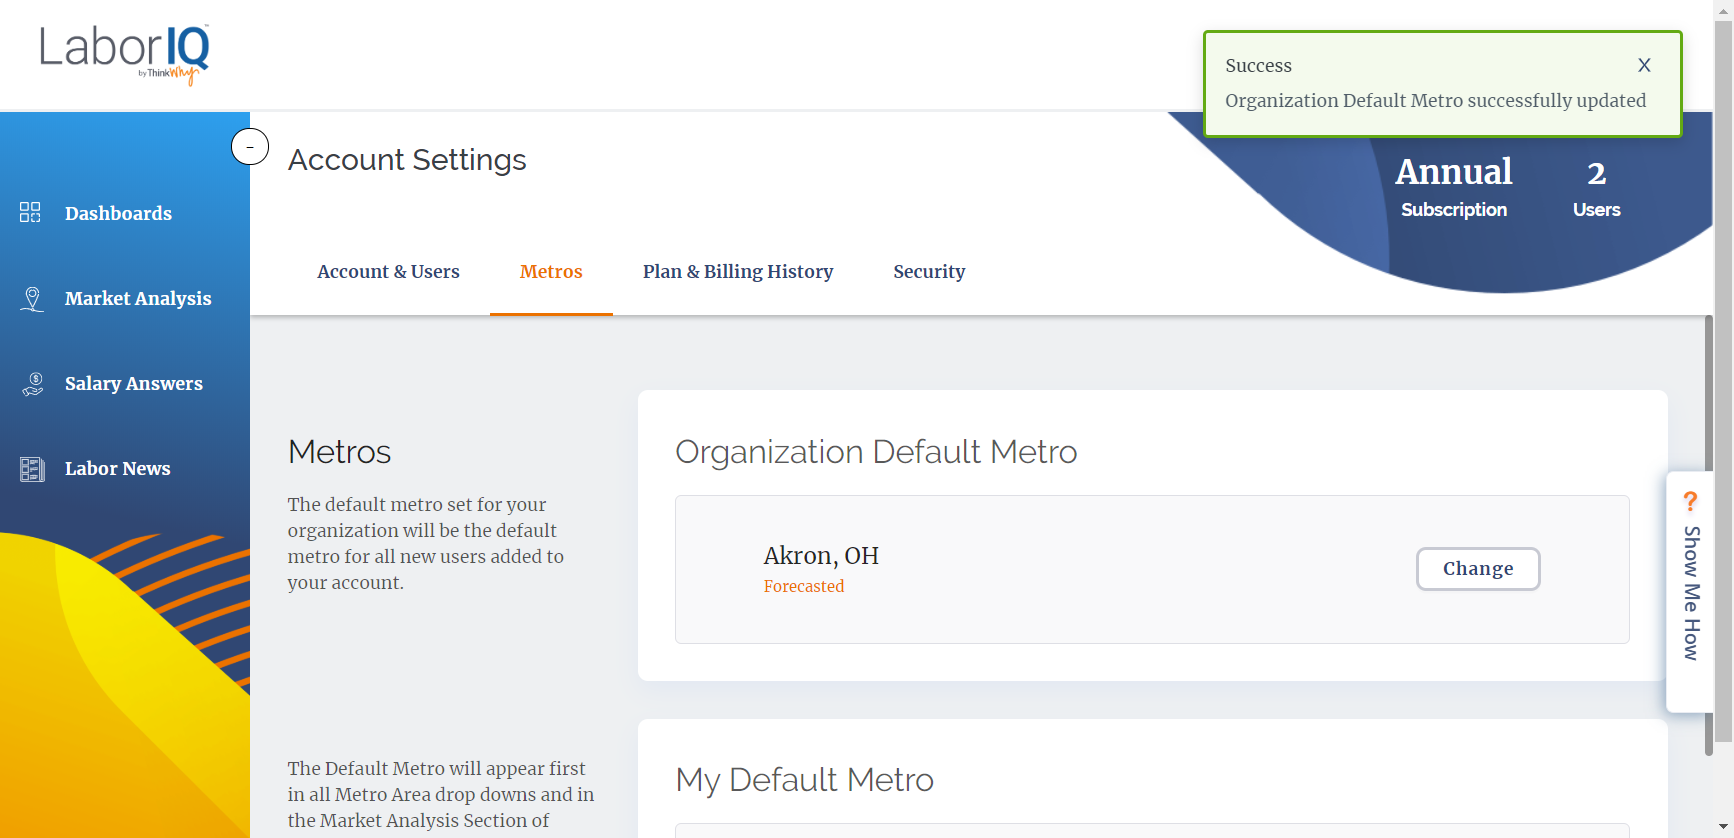 LaborIQ
by ThinkWhy
Success
X
Organization Default Metro successfully updated
-
Account Settings
Annual
Subscription
2
Users
Dashboards
Market Analysis
Salary Answers
Labor News
Account & Users
Metros
Plan & Billing History
Security
Metros
The default metro set for your
organization will be the default
metro for all new users added to
your account.
Organization Default Metro
Akron, OH
Forecasted
Change
? Show Me How
The Default Metro will appear first
in all Metro Area drop downs and in
the Market Analysis Section of
My Default Metro